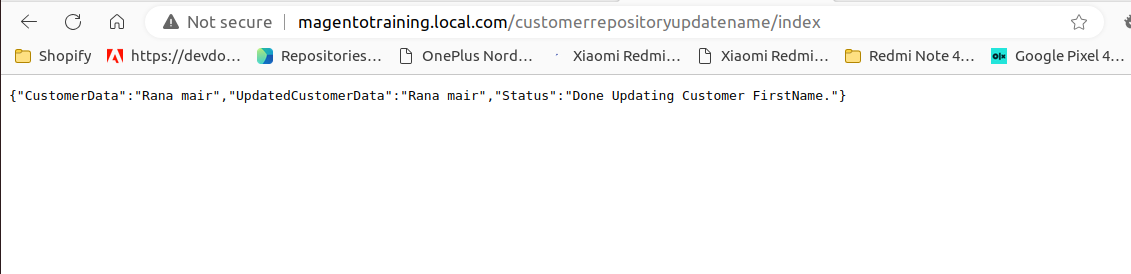 Not secure magentotraining.local.com/customerrepositoryupdatename/index
Shopify https://devdo... Repositories... OnePlus Nord... Xiaomi Redmi... Xiaomi Redmi... Redmi Note 4... OLX Google Pixel 4...
{"CustomerData":"Rana mair","UpdatedCustomerData":"Rana mair","Status":"Done Updating Customer FirstName."}